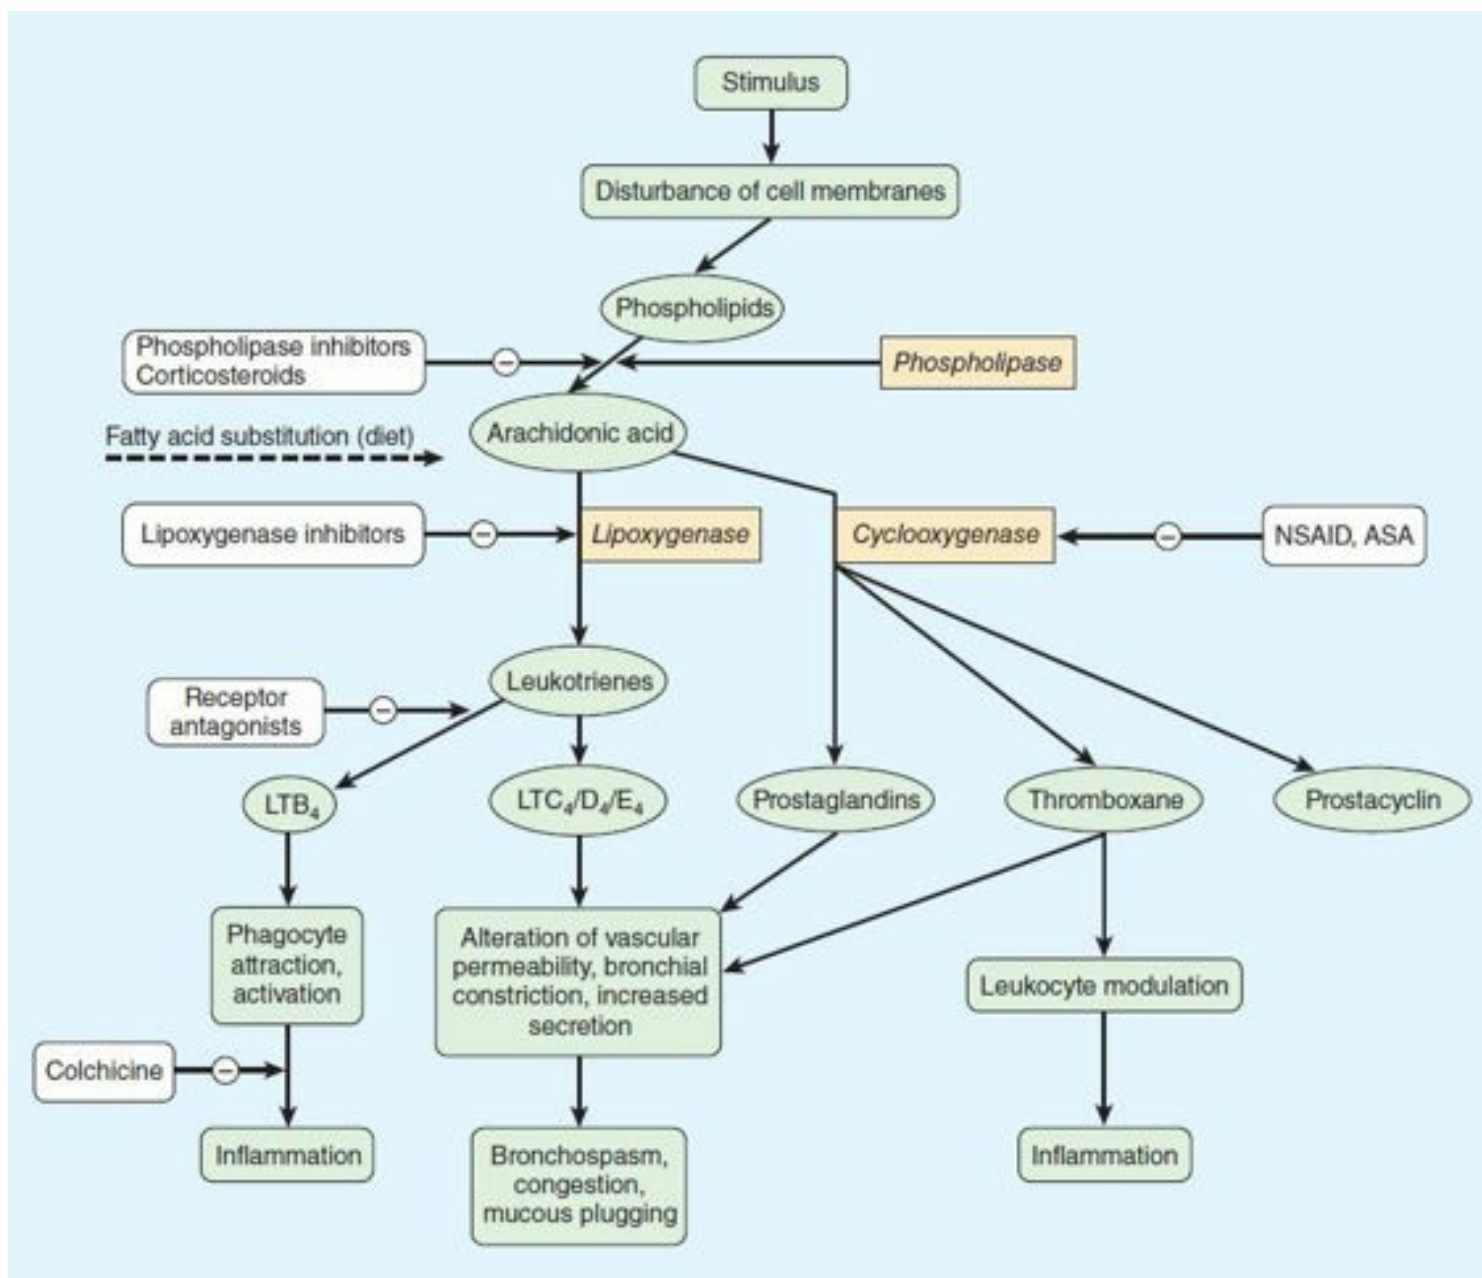 Stimulus
Disturbance of cell membranes
Phospholipids
Phospholipase inhibitors
Corticosteroids
Phospholipase
Arachidonic acid
Fatty acid substitution (diet)
Lipoxygenase inhibitors
Lipoxygenase
Cyclooxygenase
NSAID, ASA
Leukotrienes
Receptor
antagonists
LTB₄
LTC₄/D₄/E₄
Prostaglandins
Thromboxane
Prostacyclin
Phagocyte
attraction,
activation
Alteration of vascular
permeability, bronchial
constriction, increased
secretion
Leukocyte modulation
Colchicine
Inflammation
Bronchospasm,
congestion,
mucous plugging
Inflammation